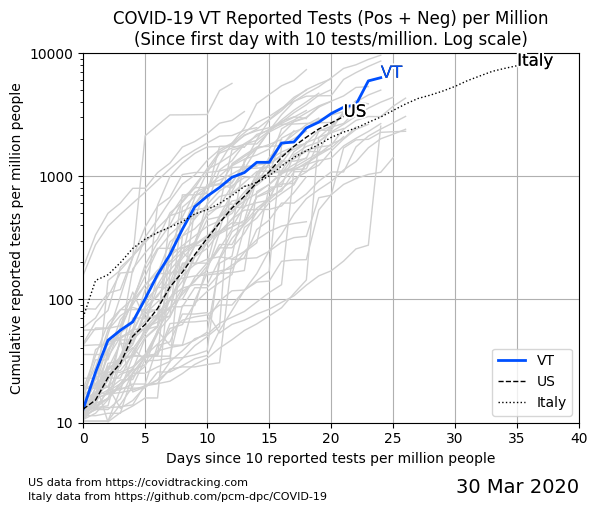 COVID-19 VT Reported Tests (Pos + Neg) per Million
(Since first day with 10 tests/million. Log scale)
Cumulative reported tests per million people
10000
1000
100
10
Italy
VT
US
VT
US
Italy
0 5 10 15 20 25 30 35 40
Days since 10 reported tests per million people
US data from https://covidtracking.com
Italy data from https://github.com/pcm-dpc/COVID-19
30 Mar 2020